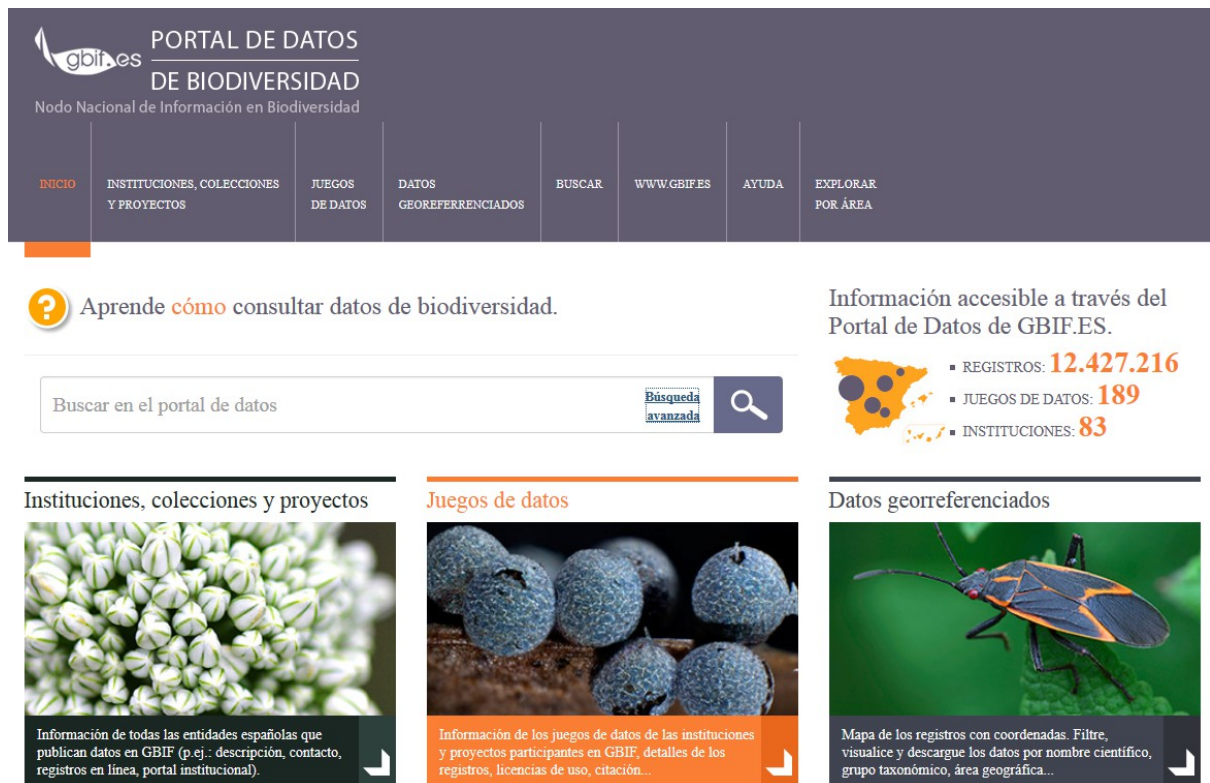 gbif.es
PORTAL DE DATOS
DE BIODIVERSIDAD
Nodo Nacional de Información en Biodiversidad
INICIO
INSTITUCIONES, COLECCIONES
Y PROYECTOS
JUEGOS
DE DATOS
DATOS
GEOREFERRENCIADOS
BUSCAR
WWW.GBIF.ES
AYUDA
EXPLORAR
POR ÁREA
? Aprende cómo consultar datos de biodiversidad.
Buscar en el portal de datos
Búsqueda
avanzada
Información accesible a través del
Portal de Datos de GBIF.ES.
REGISTROS: 12.427.216
JUEGOS DE DATOS: 189
INSTITUCIONES: 83
Instituciones, colecciones y proyectos
Información de todas las entidades españolas que
publican datos en GBIF (p.ej.: descripción, contacto,
registros en línea, portal institucional).
Juegos de datos
Información de los juegos de datos de las instituciones
y proyectos participantes en GBIF, detalles de los
registros, licencias de uso, citación...
Datos georreferenciados
Mapa de los registros con coordenadas. Filtre,
visualice y descargue los datos por nombre científico,
grupo taxonómico, área geográfica...